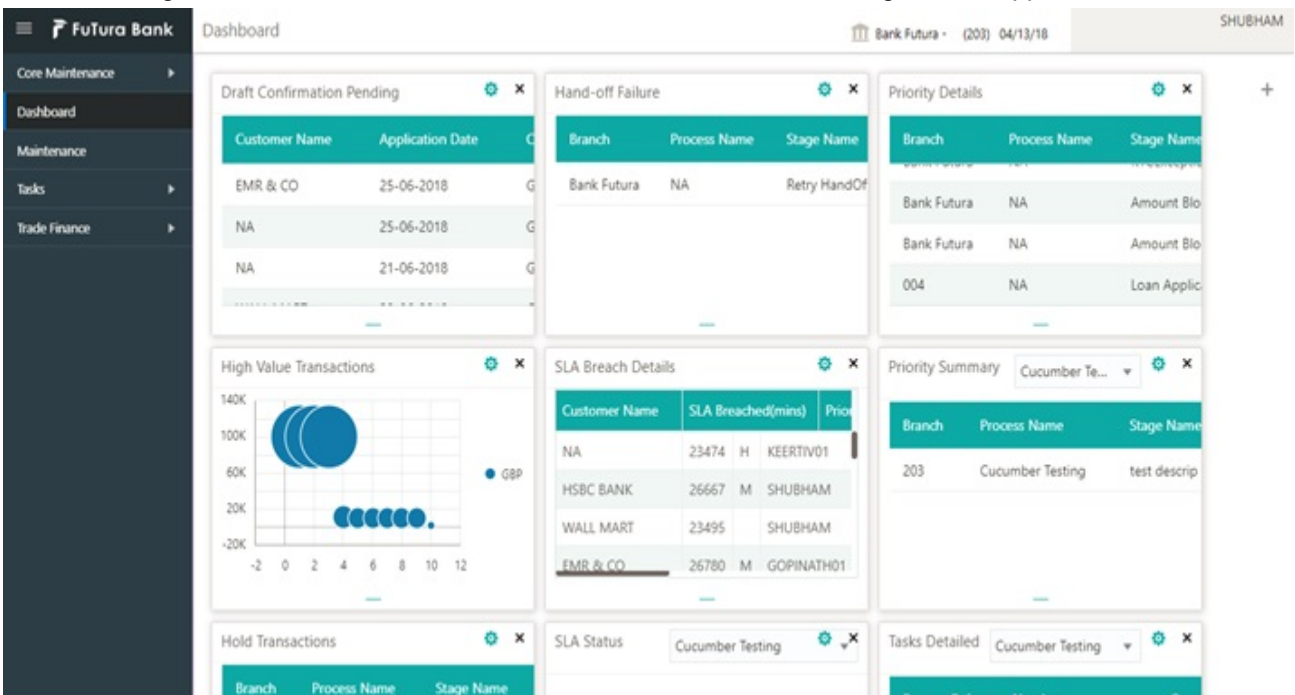 FuTura Bank
Dashboard
Bank Futura - (203) 04/13/18
SHUBHAM
Core Maintenance
Dashboard
Maintenance
Tasks
Trade Finance
Draft Confirmation Pending
Customer Name Application Date C
EMR & CO 25-06-2018 G
NA 25-06-2018 G
NA 21-06-2018 G
Hand-off Failure
Branch Process Name Stage Name
Bank Futura NA Retry HandOf
Priority Details
Branch Process Name Stage Name
Bank Futura NA Amount Blo
Bank Futura NA Amount Blo
004 NA Loan Applic
High Value Transactions
140K
100K
60K
20K
-20K
-2 0 2 4 6 8 10 12
GBP
SLA Breach Details
Customer Name SLA Breached(mins) Prior
NA 23474 H KEERTIV01
HSBC BANK 26667 M SHUBHAM
WALL MART 23495 SHUBHAM
EMR & CO 26780 M GOPINATH01
Priority Summary Cucumber Te...
Branch Process Name Stage Name
203 Cucumber Testing test descrip
Hold Transactions
Branch Process Name Stage Name
SLA Status Cucumber Testing
Tasks Detailed Cucumber Testing